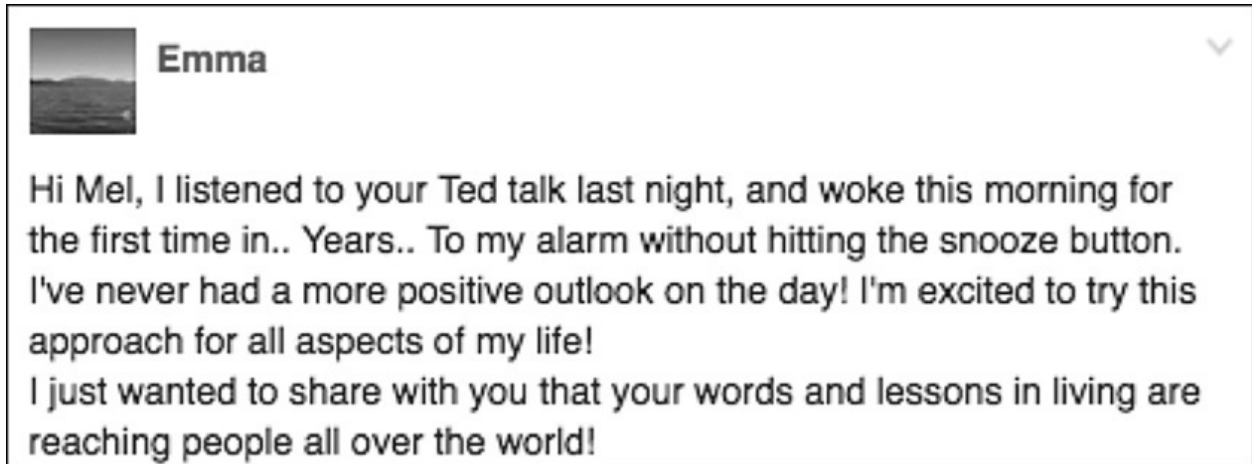 Emma
Hi Mel, I listened to your Ted talk last night, and woke this morning for
the first time in.. Years.. To my alarm without hitting the snooze button.
I've never had a more positive outlook on the day! I'm excited to try this
approach for all aspects of my life!
I just wanted to share with you that your words and lessons in living are
reaching people all over the world!